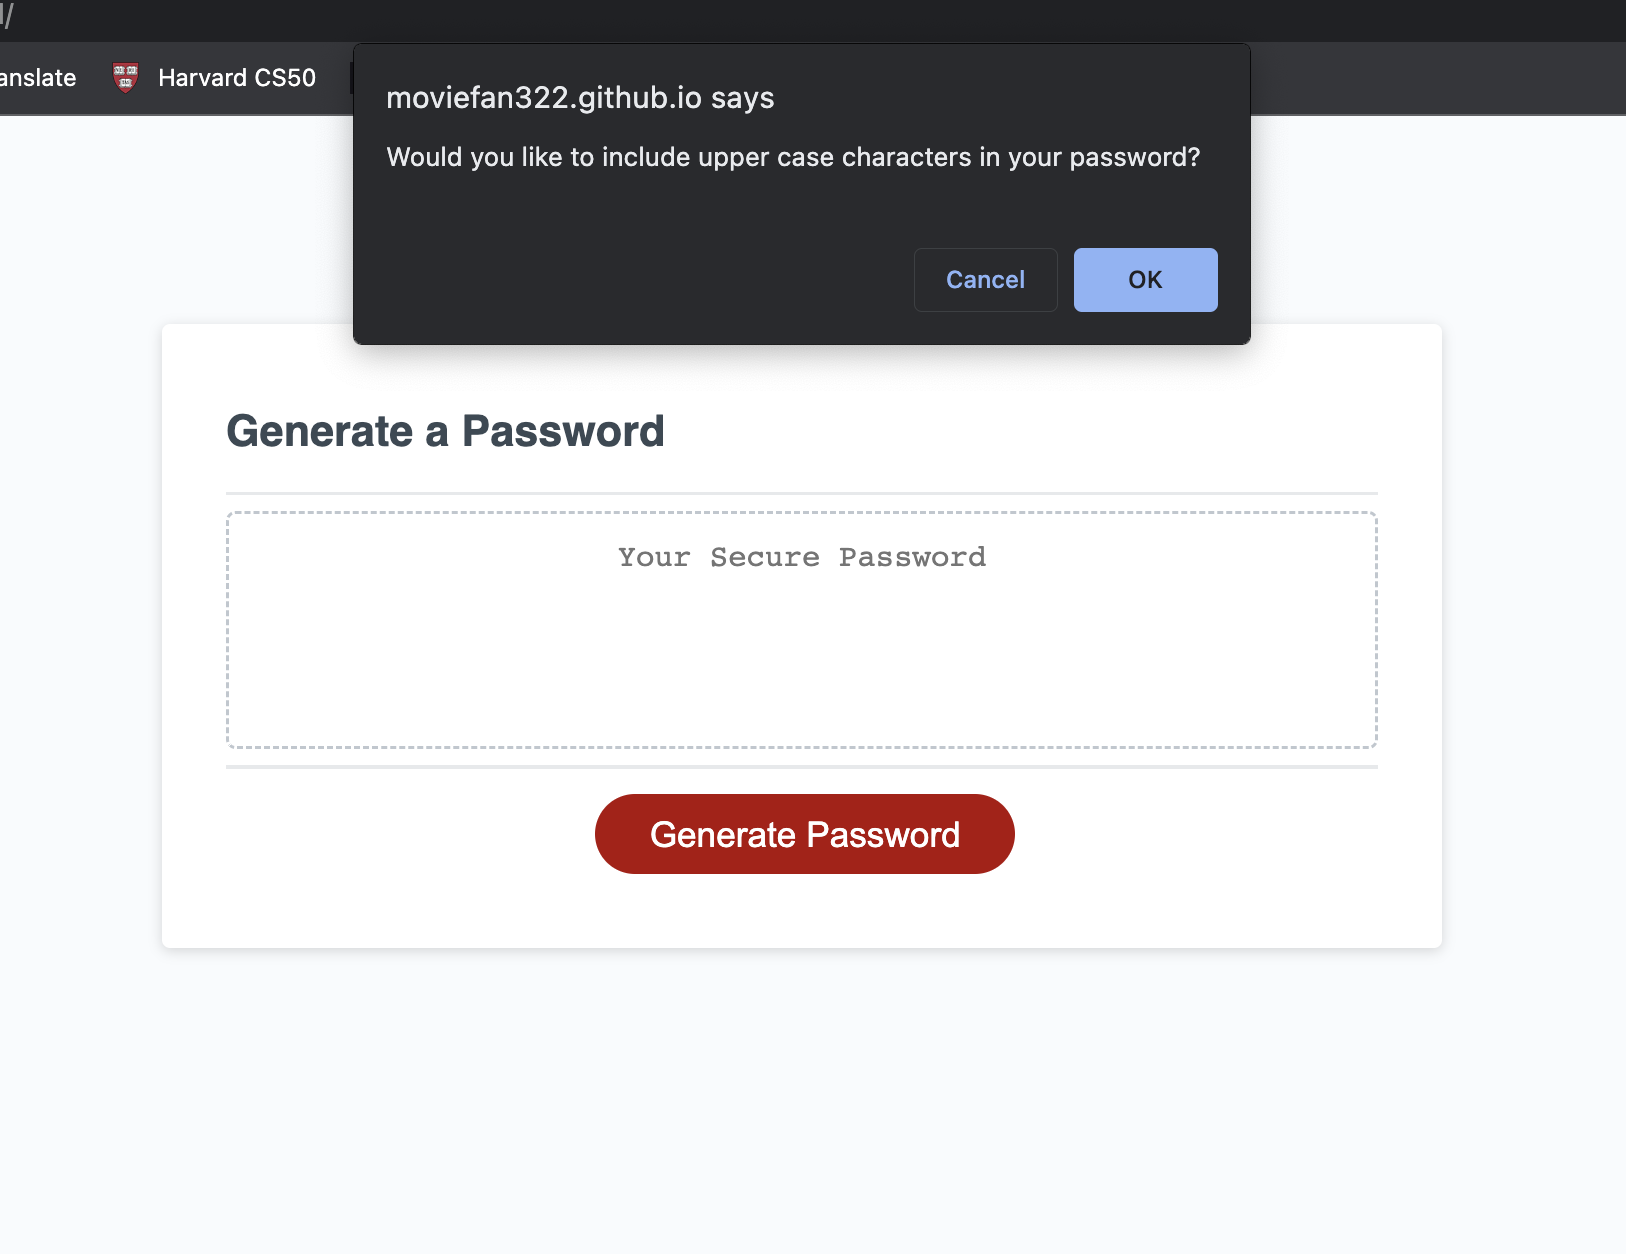 Harvard CS50
moviefan322.github.io says
Would you like to include upper case characters in your password?
Cancel
OK
Generate a Password
Your Secure Password
Generate Password